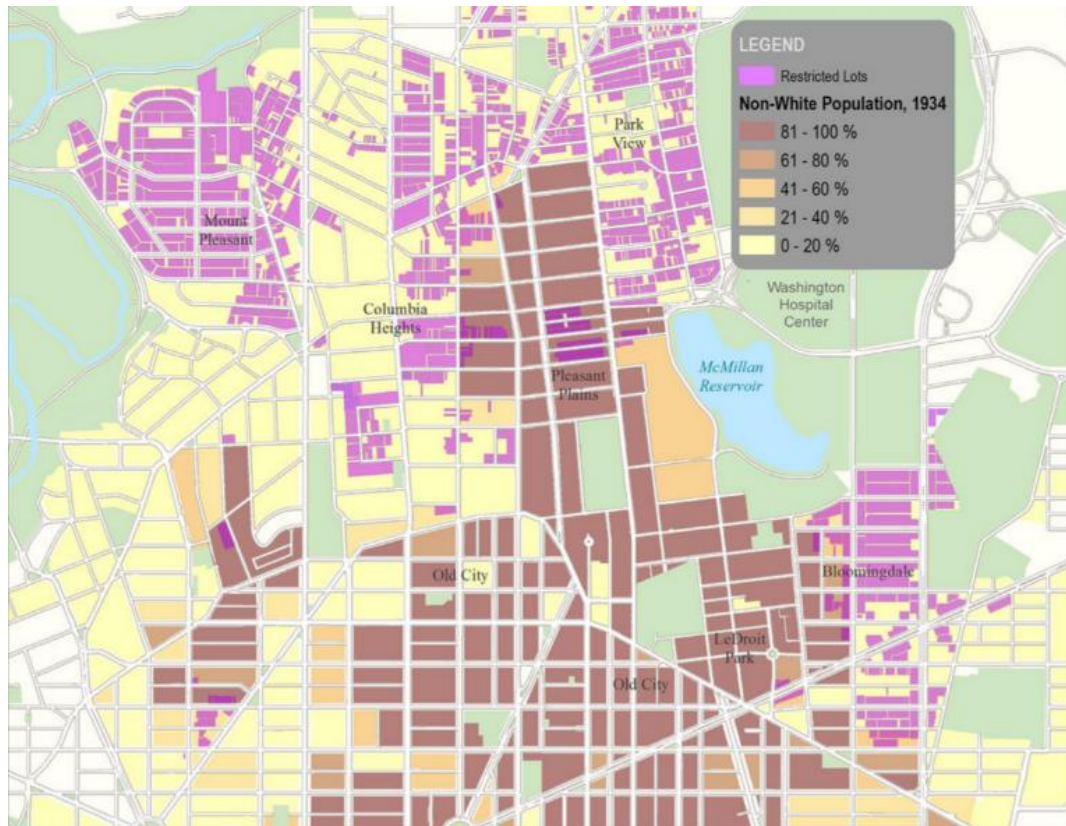 LEGEND
Restricted Lots
Non-White Population, 1934
81 - 100 %
61 - 80 %
41 - 60 %
21 - 40 %
0 - 20 %
Park
View
Mount
Pleasant
Washington
Hospital
Center
Columbia
Heights
McMillan
Reservoir
Pleasant
Plains
Old City
Bloomingdale
LeDroit
Park
Old City